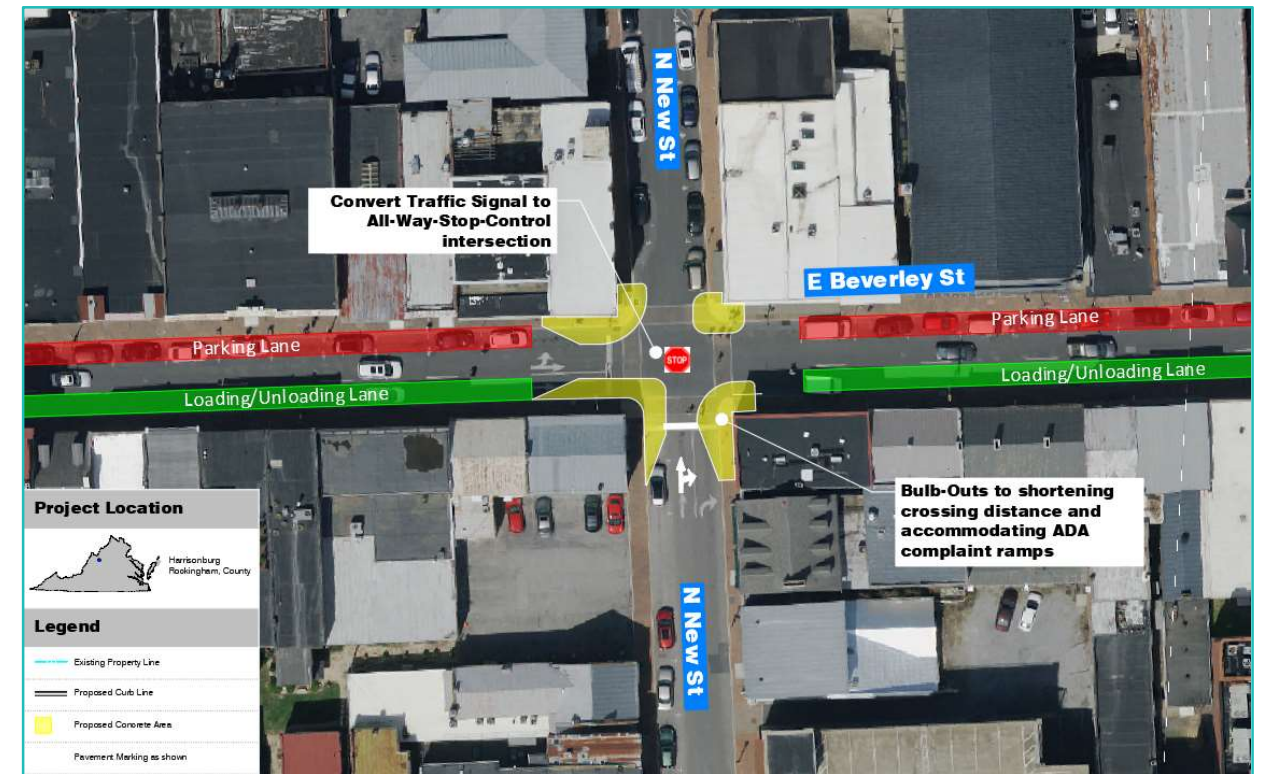 N New St
Convert Traffic Signal to
All-Way-Stop-Control
intersection
E Beverley St
Parking Lane
Parking Lane
STOP
Loading/Unloading Lane
Loading/Unloading Lane
Bulb-Outs to shortening
crossing distance and
accommodating ADA
complaint ramps
N New St
Project Location
Harrisonburg
Rockingham, County
Legend
Existing Property Line
Proposed Curb Line
Proposed Concrete Area
Pavement Marking as shown